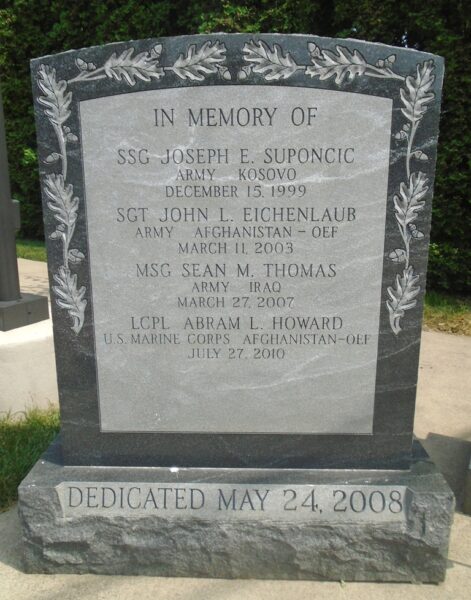 IN MEMORY OF
SSG JOSEPH E. SUPONCIC
ARMY KOSOVO
DECEMBER 15, 1999
SGT JOHN L. EICHENLAUB
ARMY AFGHANISTAN - OEF
MARCH 11, 2003
MSG SEAN M. THOMAS
ARMY IRAQ
MARCH 27, 2007
LCPL ABRAM L. HOWARD
U.S. MARINE CORPS AFGHANISTAN-OEF
JULY 27, 2010
DEDICATED MAY 24, 2008